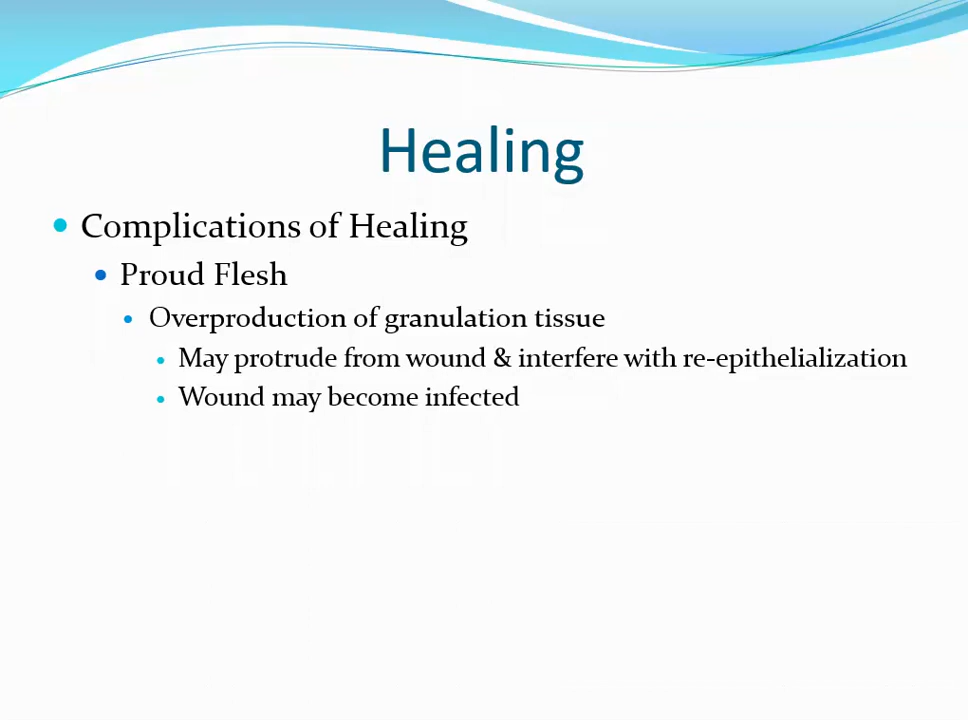 Healing
Complications of Healing
Proud Flesh
Overproduction of granulation tissue
May protrude from wound & interfere with re-epithelialization
Wound may become infected